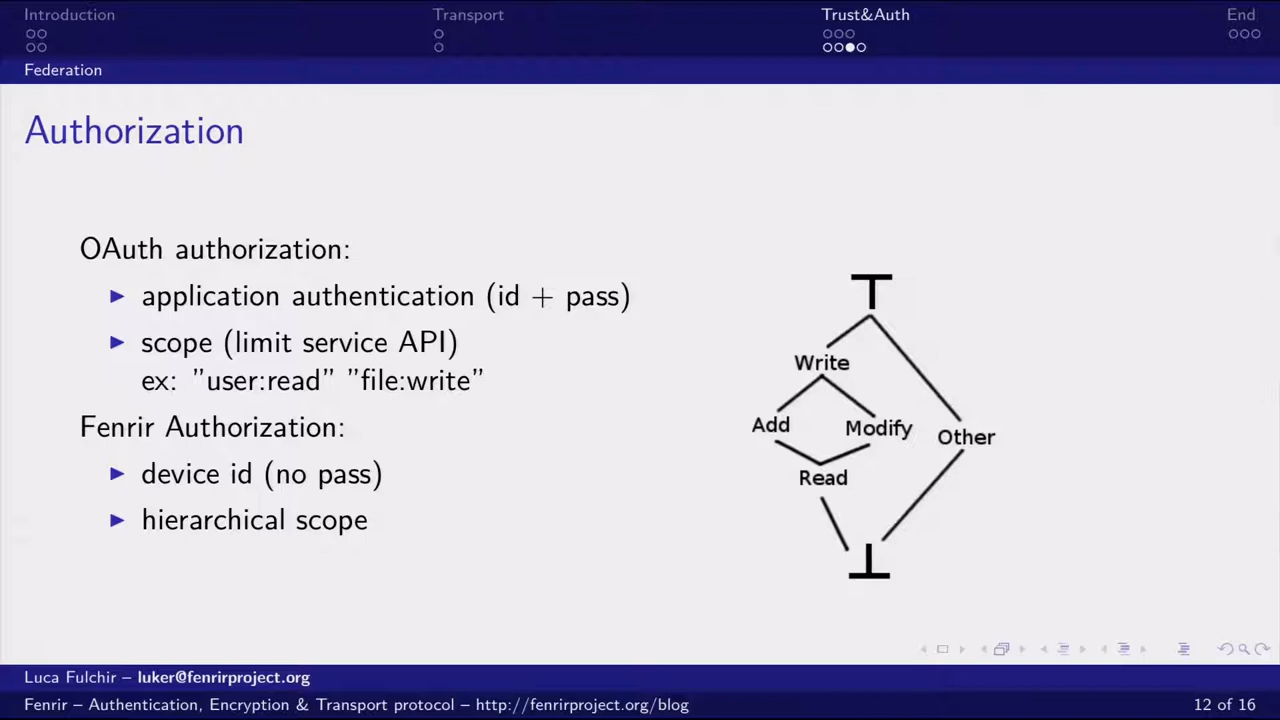 Introduction
Transport
Trust&Auth
End
Federation
Authorization
OAuth authorization:
application authentication (id + pass)
scope (limit service API)
ex: "user:read" "file:write"
Fenrir Authorization:
device id (no pass)
hierarchical scope
⊤
Write
Add
Modify
Other
Read
⊥
Luca Fulchir – luker@fenrirproject.org
Fenrir – Authentication, Encryption & Transport protocol – http://fenrirproject.org/blog
12 of 16